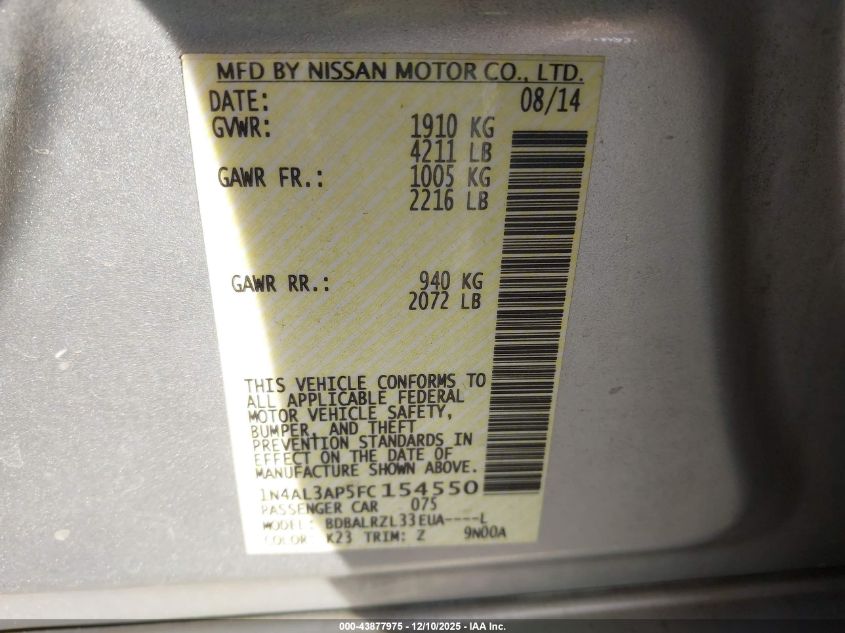 MFD BY NISSAN MOTOR CO., LTD.
DATE: 08/14
GVWR: 1910 KG
4211 LB
GAWR FR.: 1005 KG
2216 LB
GAWR RR.: 940 KG
2072 LB
THIS VEHICLE CONFORMS TO
ALL APPLICABLE FEDERAL
MOTOR VEHICLE SAFETY,
BUMPER, AND THEFT
PREVENTION STANDARDS IN
EFFECT ON THE DATE OF
MANUFACTURE SHOWN ABOVE.
1N4AL3AP5FC154550
PASSENGER CAR 075
MODEL: BDBALRZL33EUA----L
COLOR: K23 TRIM: Z 9N00A
000-43877975 - 12/10/2025 - IAA Inc.